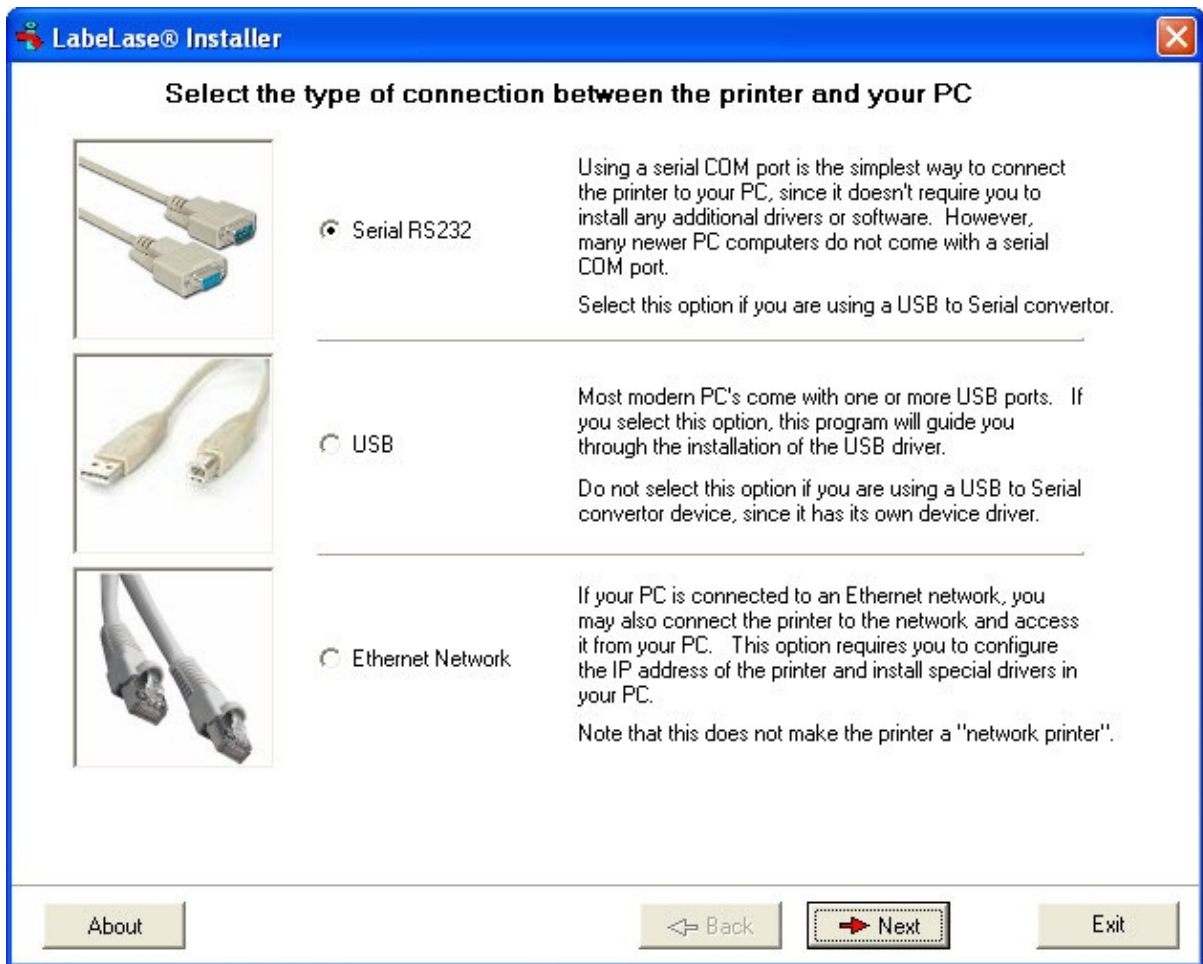 LabeLase® Installer
Select the type of connection between the printer and your PC
Serial RS232
Using a serial COM port is the simplest way to connect
the printer to your PC, since it doesn't require you to
install any additional drivers or software.  However,
many newer PC computers do not come with a serial
COM port.
Select this option if you are using a USB to Serial convertor.
USB
Most modern PC's come with one or more USB ports.  If
you select this option, this program will guide you
through the installation of the USB driver.
Do not select this option if you are using a USB to Serial
convertor device, since it has its own device driver.
Ethernet Network
If your PC is connected to an Ethernet network, you
may also connect the printer to the network and access
it from your PC.  This option requires you to configure
the IP address of the printer and install special drivers in
your PC.
Note that this does not make the printer a "network printer".
About
Back
Next
Exit